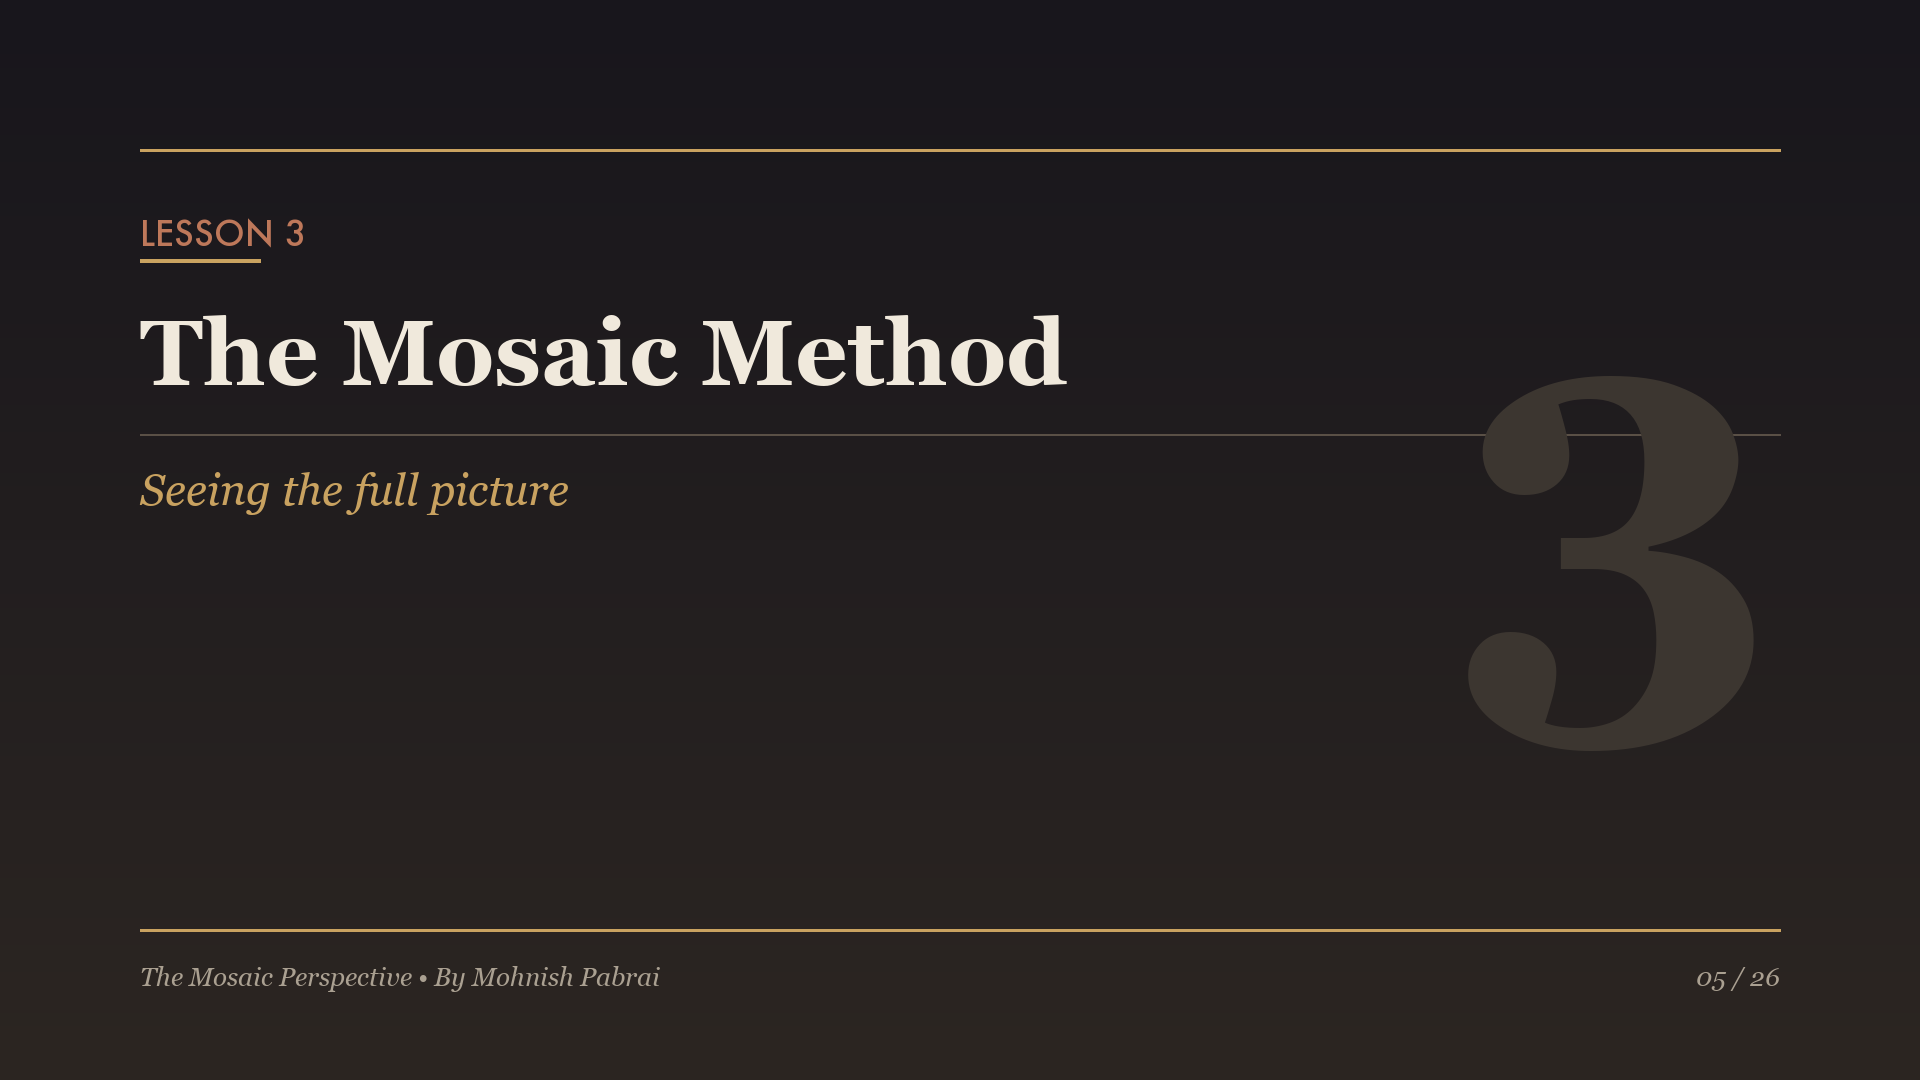 LESSON 3
The Mosaic Method
Seeing the full picture
3
The Mosaic Perspective • By Mohnish Pabrai
05 / 26